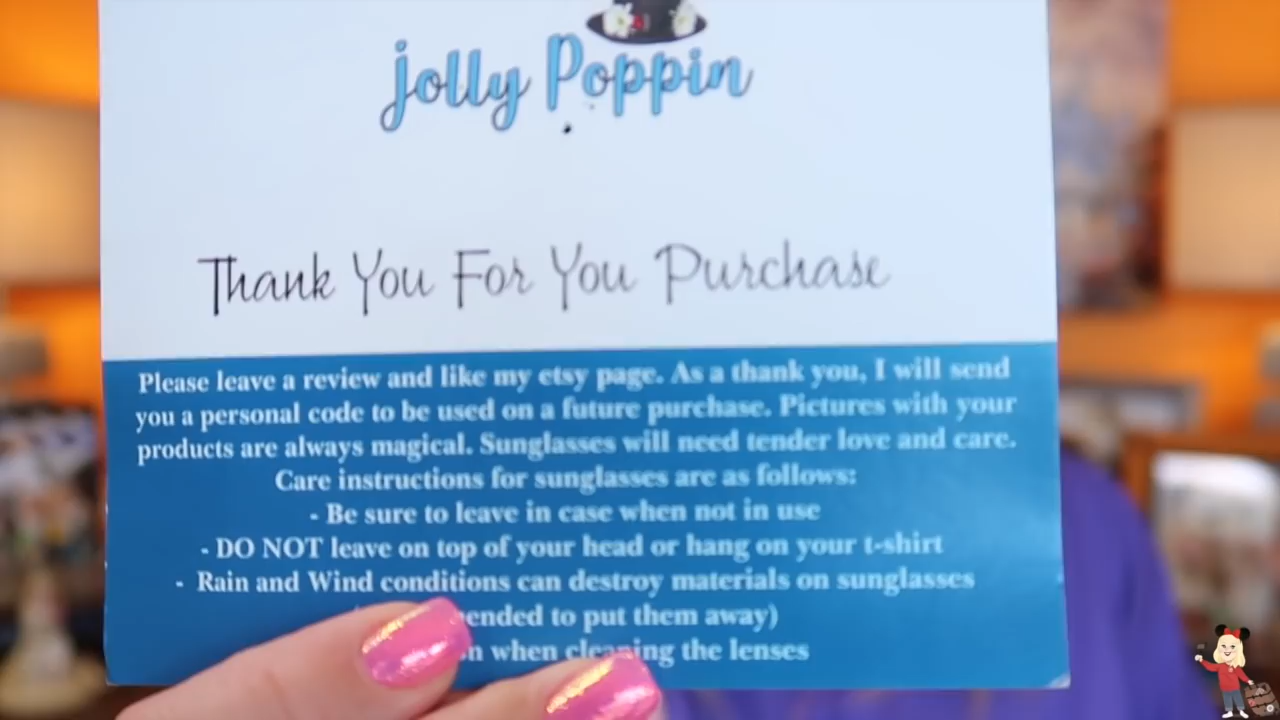 jolly Poppin
Thank You For You Purchase
Please leave a review and like my etsy page. As a thank you, I will send
you a personal code to be used on a future purchase. Pictures with your
products are always magical. Sunglasses will need tender love and care.
Care instructions for sunglasses are as follows:
- Be sure to leave in case when not in use
- DO NOT leave on top of your head or hang on your t-shirt
- Rain and Wind conditions can destroy materials on sunglasses
to put them away)
when cleaning the lenses